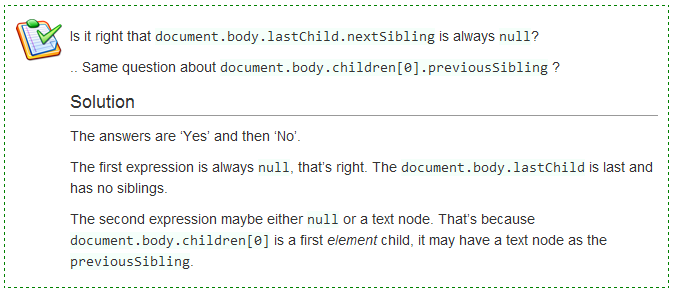 Is it right that document.body.lastChild.nextSibling is always null?
.. Same question about document.body.children[0].previousSibling ?
Solution
The answers are ‘Yes’ and then ‘No’.
The first expression is always null, that’s right. The document.body.lastChild is last and
has no siblings.
The second expression maybe either null or a text node. That’s because
document.body.children[0] is a first element child, it may have a text node as the
previousSibling.